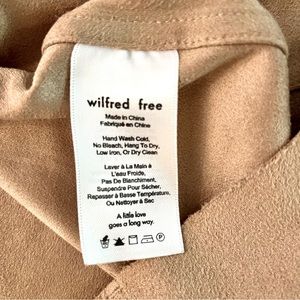 wilfred free
Made in China
Fabriqué en Chine
Hand Wash Cold,
No Bleach, Hang To Dry,
Low Iron, Or Dry Clean
Laver à La Main à
L'eau Froide,
Pas De Blanchiment,
Suspendre Pour Sécher,
Repasser à Basse Température,
Ou Nettoyer à Sec
A little love
goes a long way.
P